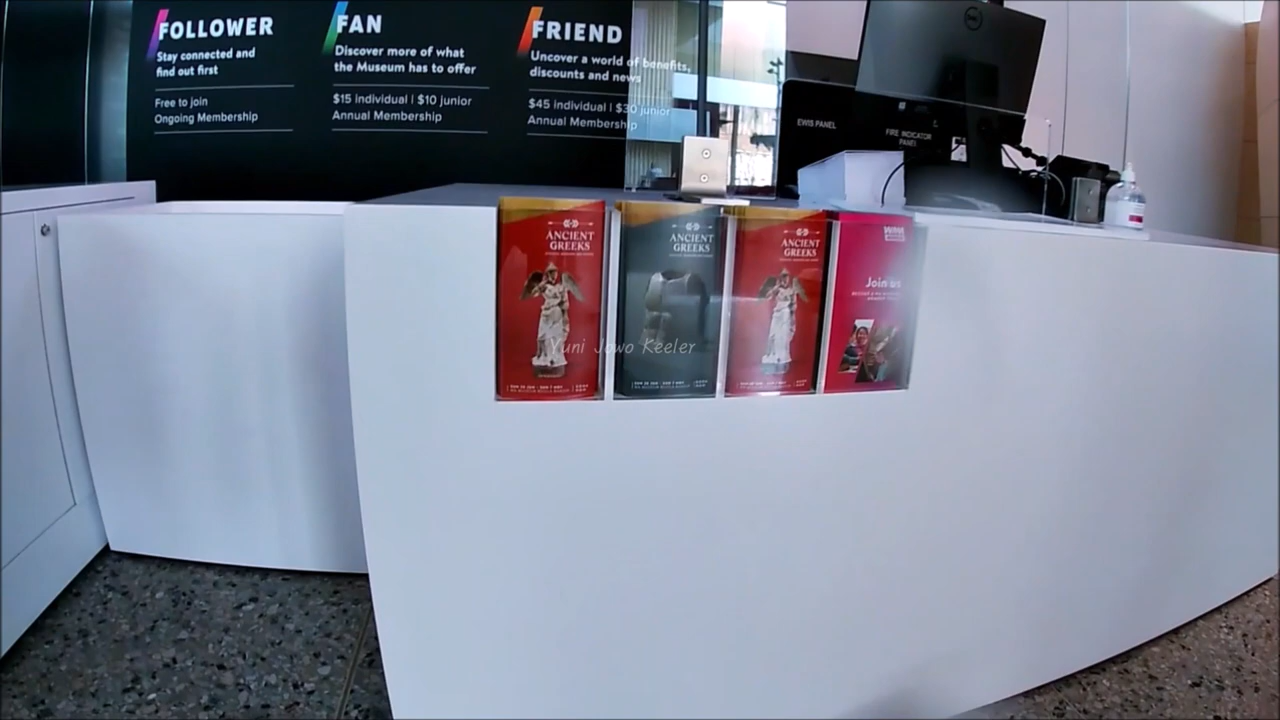 FOLLOWER
Stay connected and
find out first
Free to join
Ongoing Membership
FAN
Discover more of what
the Museum has to offer
$15 individual | $10 junior
Annual Membership
FRIEND
Uncover a world of benefits,
discounts and news
$45 individual | $30 junior
Annual Membership
DELL
EWIS PANEL
FIRE INDICATOR
PANEL
ANCIENT
GREEKS
ANCIENT
GREEKS
ANCIENT
GREEKS
Join us
Yuni Jowo Keeler